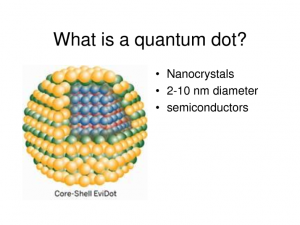 What is a quantum dot?
• Nanocrystals
• 2-10 nm diameter
• semiconductors
Core-Shell EviDot